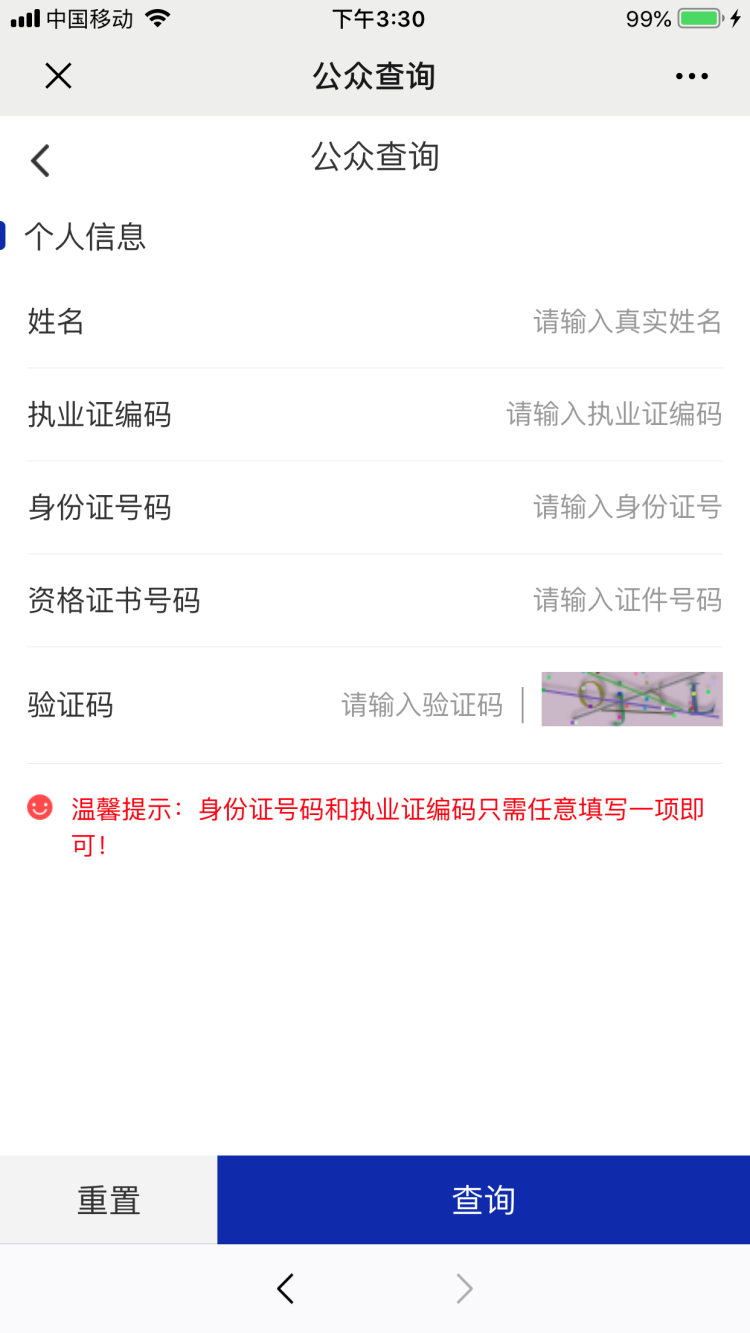 中国移动 下午3:30 99%
公众查询
公众查询
个人信息
姓名 请输入真实姓名
执业证编码 请输入执业证编码
身份证号码 请输入身份证号
资格证书号码 请输入证件号码
验证码 请输入验证码
温馨提示：身份证号码和执业证编码只需任意填写一项即
可！
重置 查询